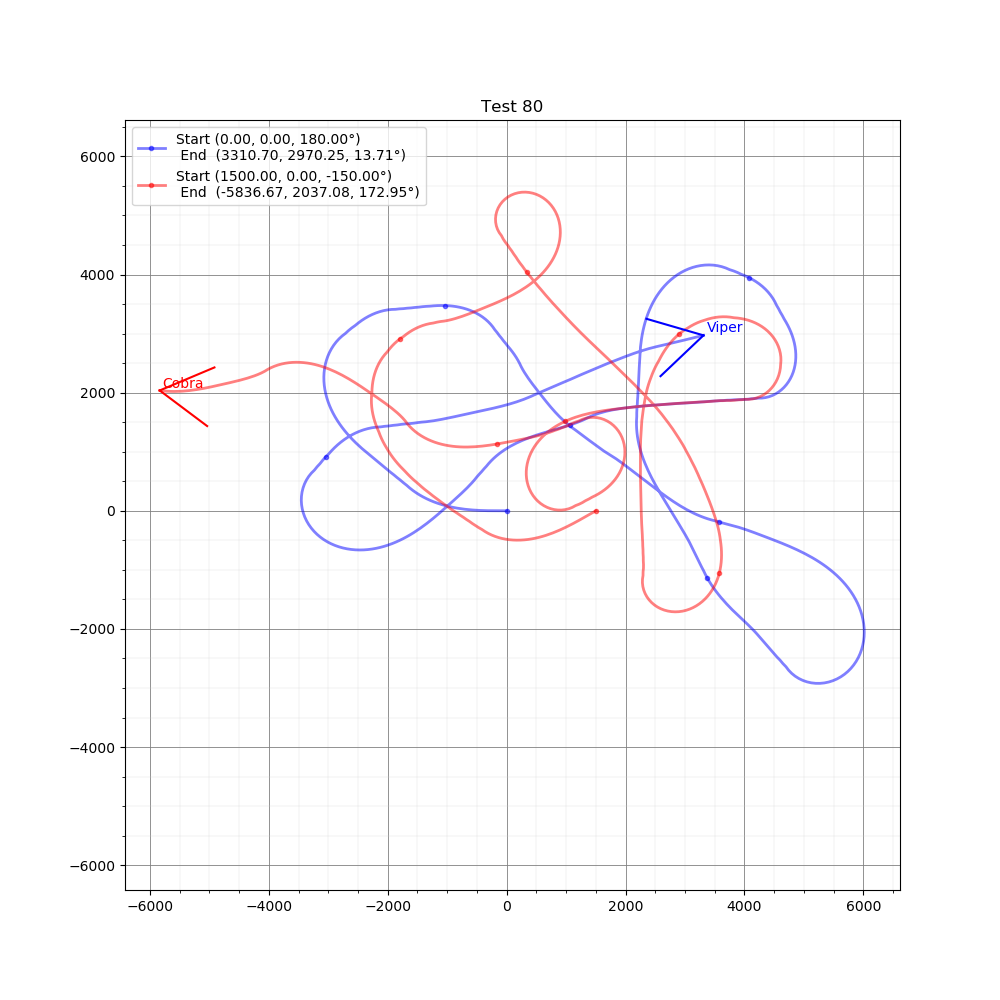 Test 80
Start (0.00, 0.00, 180.00°)
End  (3310.70, 2970.25, 13.71°)
Start (1500.00, 0.00, -150.00°)
End  (-5836.67, 2037.08, 172.95°)
6000
4000
2000
0
−2000
−4000
−6000
Viper
Cobra
−6000 −4000 −2000 0 2000 4000 6000